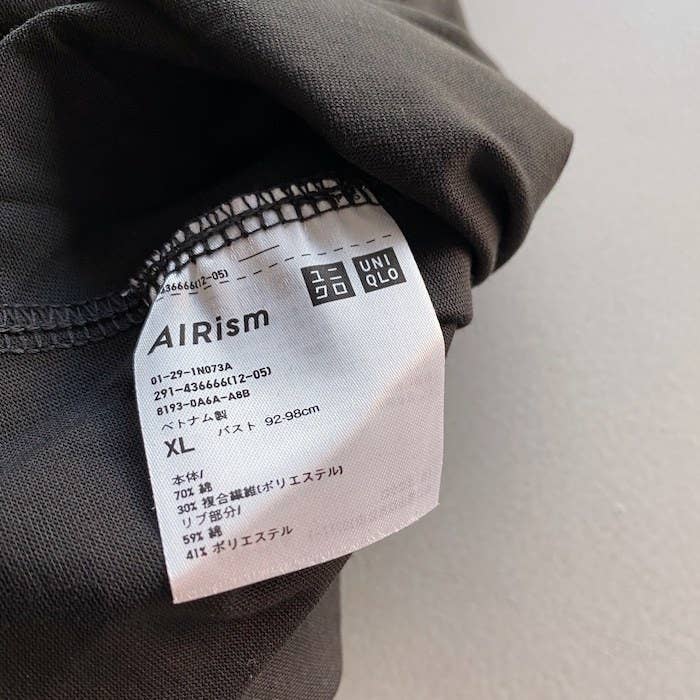 436666(12-05)
ユニクロ
UNIQLO
AIRism
01-29-1N073A
291-436666(12-05)
8193-0A6A-A8B
ベトナム製
XL バスト 92-98cm
本体/
70% 綿
30% 複合繊維(ポリエステル)
リブ部分/
59% 綿
41% ポリエステル